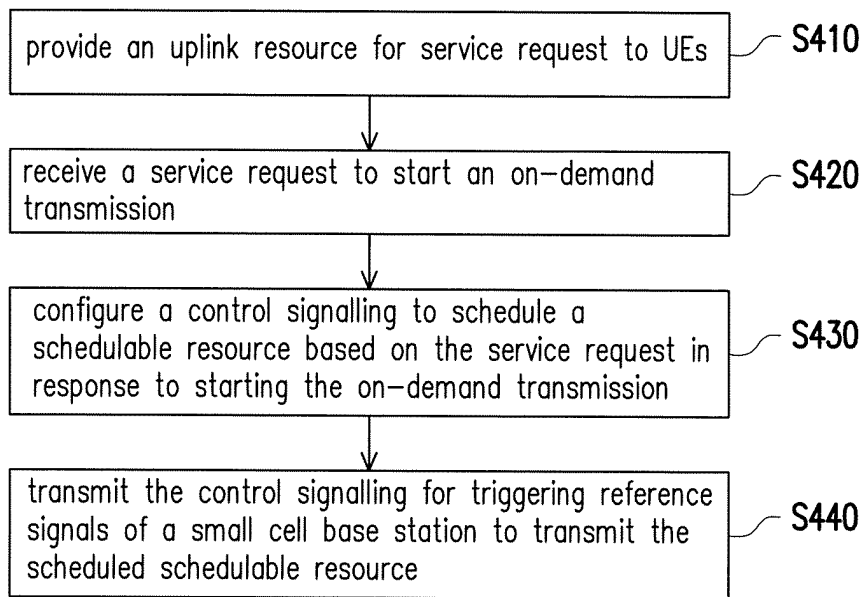 provide an uplink resource for service request to UEs
S410
receive a service request to start an on-demand
transmission
S420
configure a control signalling to schedule a
schedulable resource based on the service request in
response to starting the on-demand transmission
S430
transmit the control signalling for triggering reference
signals of a small cell base station to transmit the
scheduled schedulable resource
S440